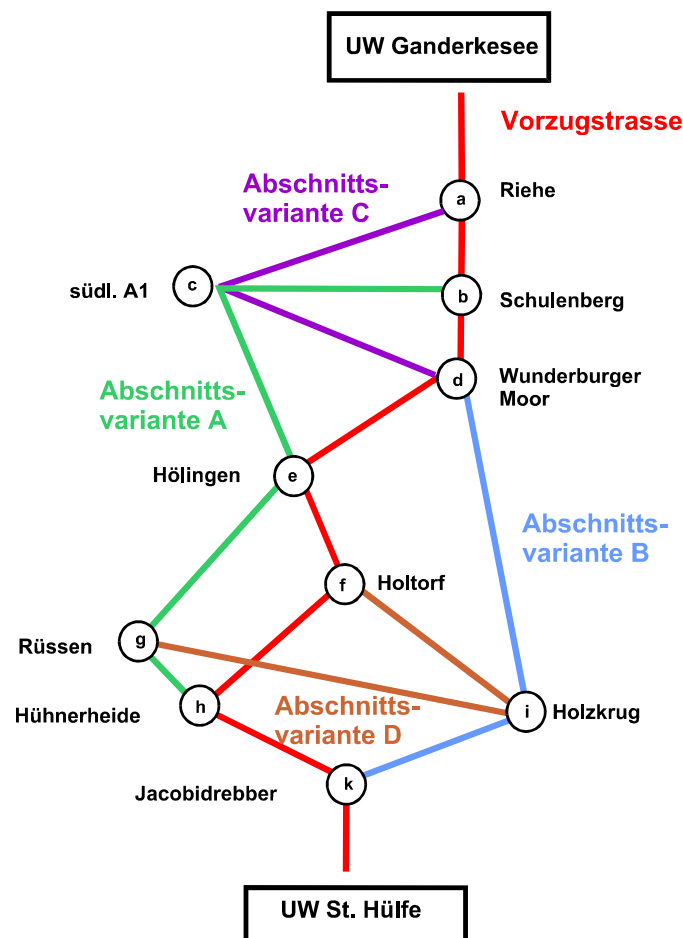 UW Ganderkesee
Vorzugstrasse
Abschnitts-
variante C
a
Riehe
südl. A1
c
b
Schulenberg
d
Wunderburger
Moor
Abschnitts-
variante A
Hölingen
e
Abschnitts-
variante B
f
Holtorf
Rüssen
g
Hühnerheide
h
Abschnitts-
variante D
i
Holzkrug
Jacobidrebber
k
UW St. Hülfe